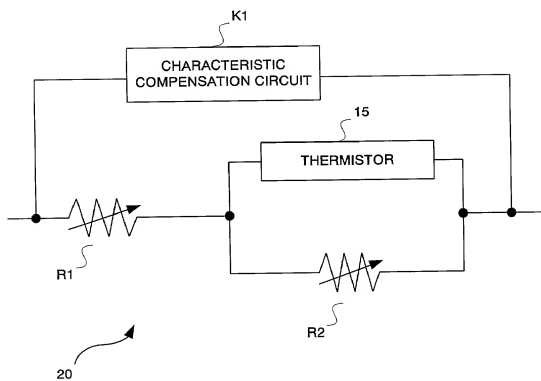 K1
CHARACTERISTIC
COMPENSATION CIRCUIT
15
THERMISTOR
R1
R2
20